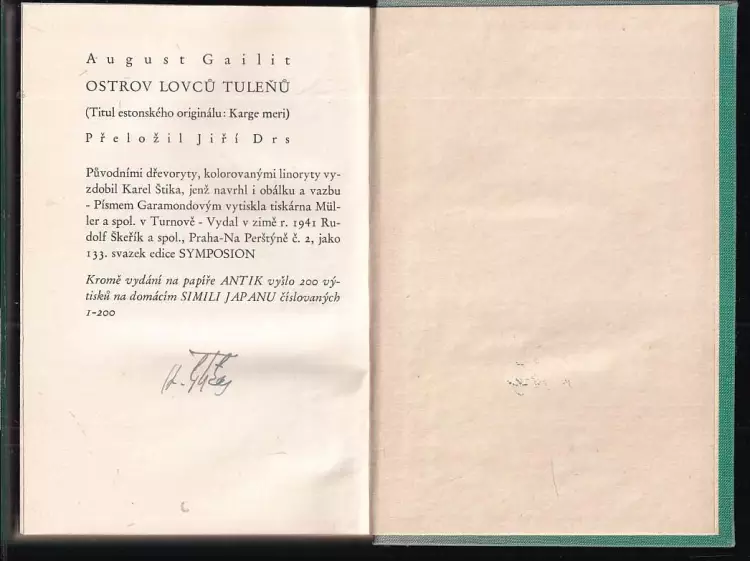 August Gailit
OSTROV LOVCŮ TULEŇŮ
(Titul estonského originálu: Karge meri)
Přeložil Jiří Drs
Původními dřevoryty, kolorovanými linoryty vy-
zdobil Karel Štika, jenž navrhl i obálku a vazbu
- Písmem Garamondovým vytiskla tiskárna Mül-
ler a spol. v Turnově - Vydal v zimě r. 1941 Ru-
dolf Škeřík a spol., Praha-Na Perštýně č. 2, jako
133. svazek edice SYMPOSION
Kromě vydání na papíře ANTIK vyšlo 200 vý-
tisků na domácím SIMILI JAPANU číslovaných
1-200